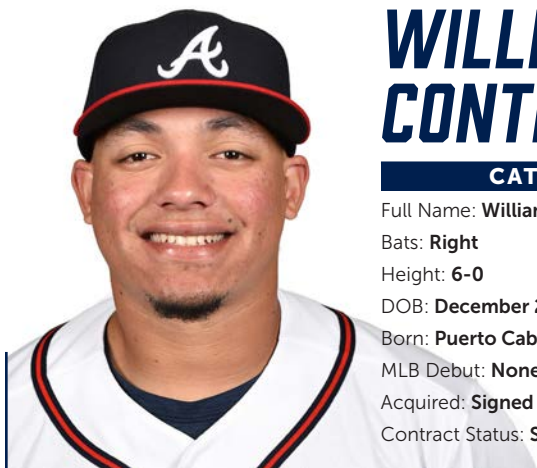 A
WILLI
CONT
CAT
Full Name: Willia
Bats: Right
Height: 6-0
DOB: December
Born: Puerto Cab
MLB Debut: None
Acquired: Signed
Contract Status: S